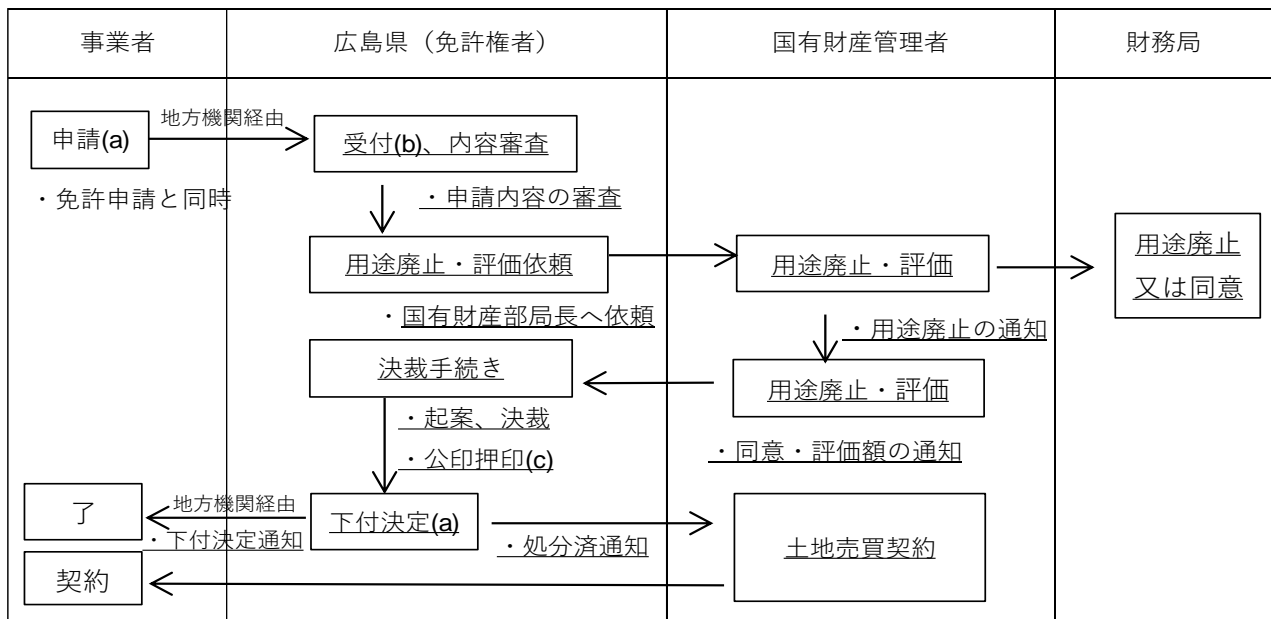 事業者
広島県（免許権者）
国有財産管理者
財務局
申請(a)
地方機関経由
受付(b)、内容審査
・免許申請と同時
・申請内容の審査
用途廃止・評価依頼
用途廃止・評価
用途廃止
又は同意
・国有財産部局長へ依頼
・用途廃止の通知
決裁手続き
用途廃止・評価
・起案、決裁
・公印押印(c)
・同意・評価額の通知
了
地方機関経由
・下付決定通知
下付決定(a)
・処分済通知
土地売買契約
契約